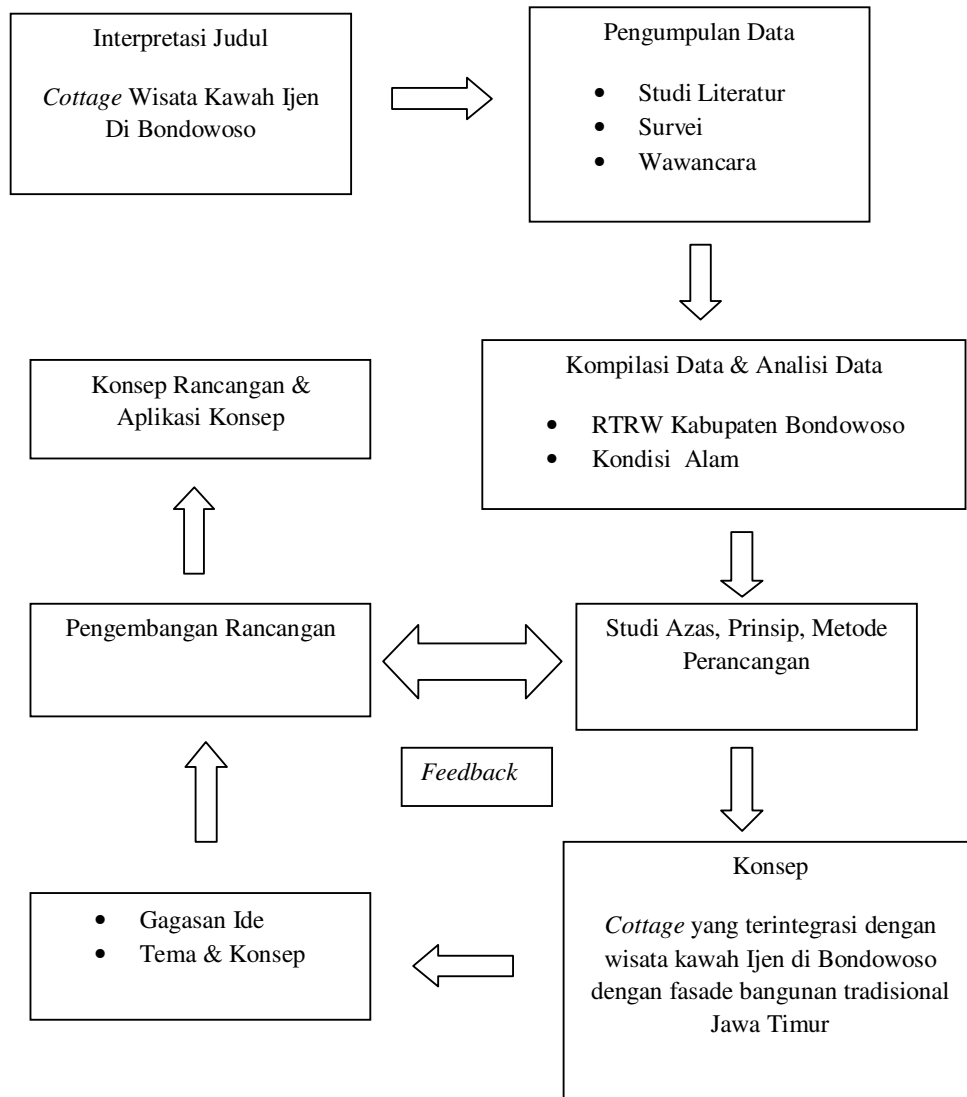 Interpretasi Judul
Cottage Wisata Kawah Ijen
Di Bondowoso
Pengumpulan Data
• Studi Literatur
• Survei
• Wawancara
Kompilasi Data & Analisi Data
• RTRW Kabupaten Bondowoso
• Kondisi Alam
Konsep Rancangan &
Aplikasi Konsep
Pengembangan Rancangan
Studi Azas, Prinsip, Metode
Perancangan
Feedback
Konsep
Cottage yang terintegrasi dengan
wisata kawah Ijen di Bondowoso
dengan fasade bangunan tradisional
Jawa Timur
• Gagasan Ide
• Tema & Konsep